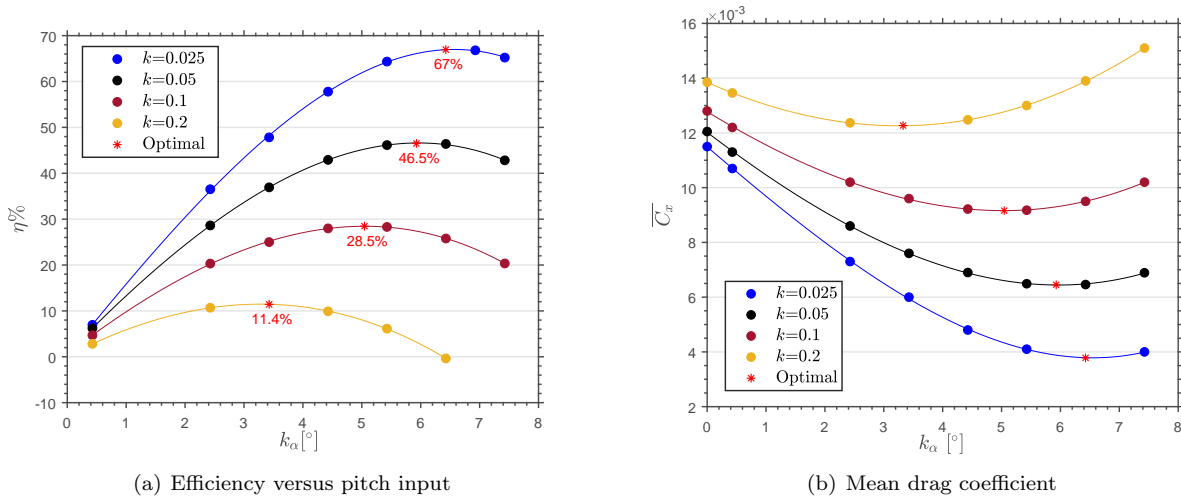 70
60
50
40
30
20
10
0
-10
η%
k=0.025
k=0.05
k=0.1
k=0.2
Optimal
67%
46.5%
28.5%
11.4%
0 1 2 3 4 5 6 7 8
k_α[°]
(a) Efficiency versus pitch input
×10⁻³
16
14
12
10
8
6
4
2
C̅ₓ
k=0.025
k=0.05
k=0.1
k=0.2
Optimal
0 1 2 3 4 5 6 7 8
k_α [°]
(b) Mean drag coefficient